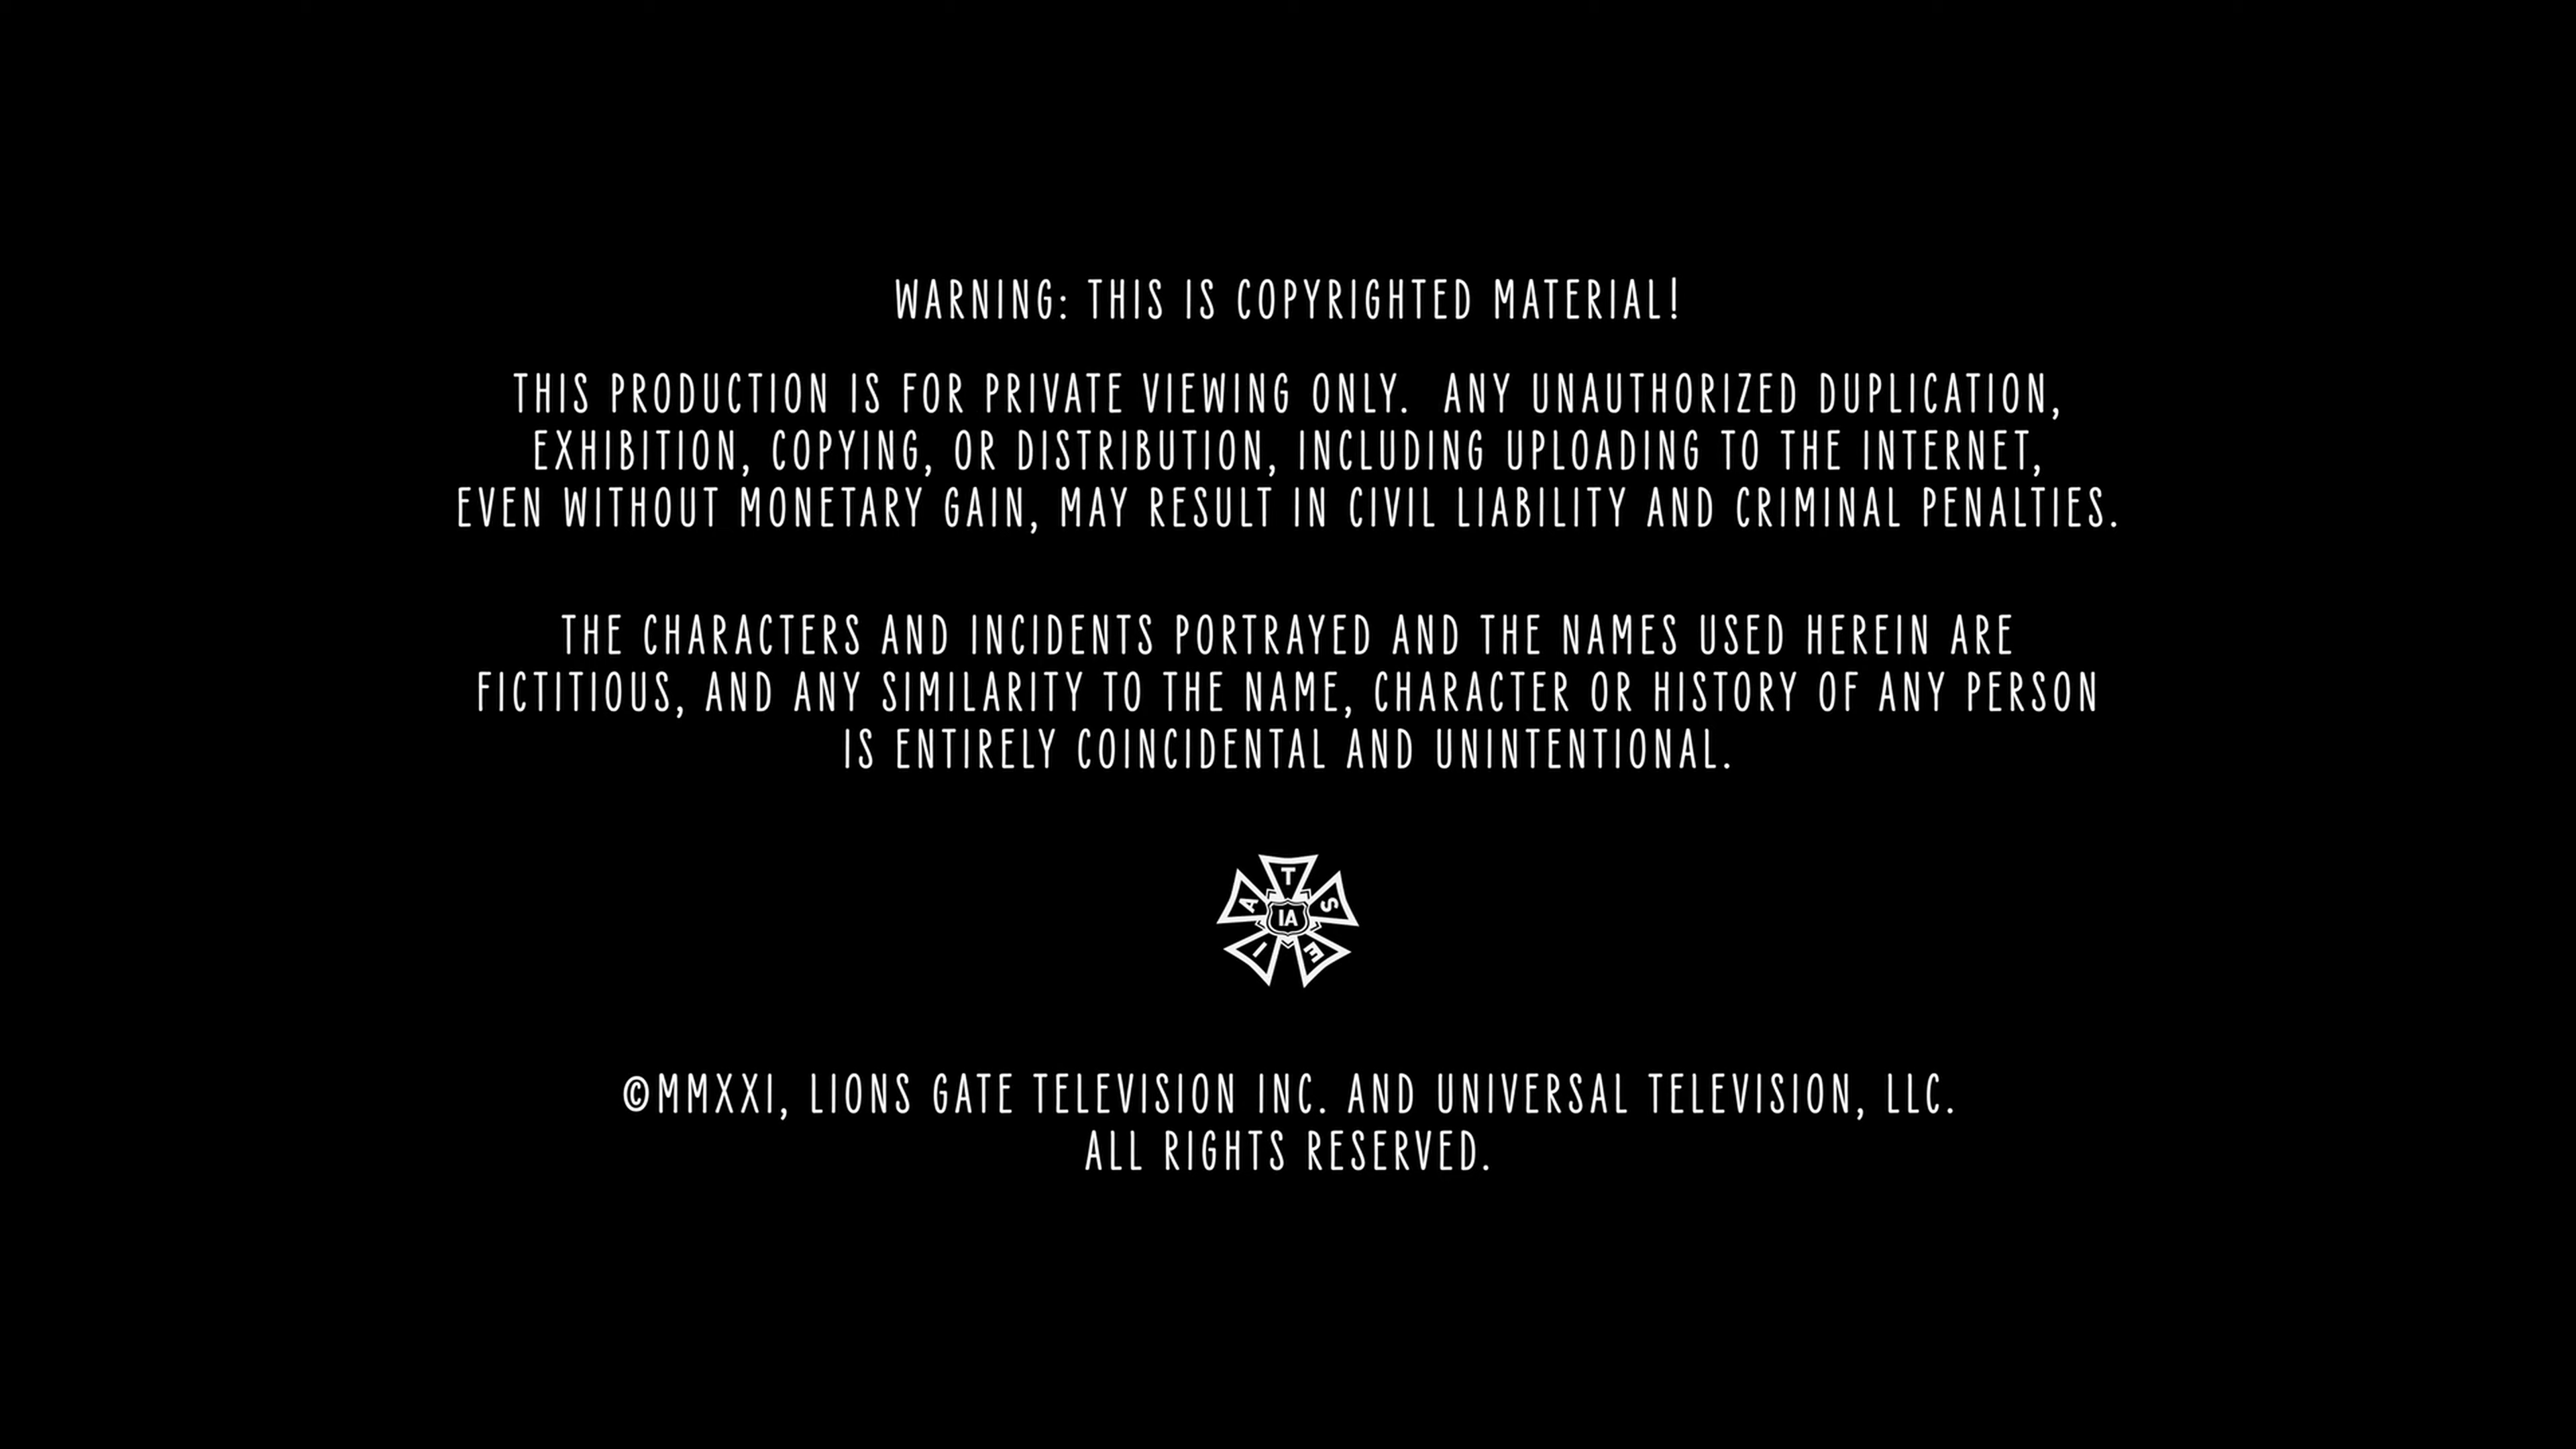 WARNING: THIS IS COPYRIGHTED MATERIAL!
THIS PRODUCTION IS FOR PRIVATE VIEWING ONLY.  ANY UNAUTHORIZED DUPLICATION,
EXHIBITION, COPYING, OR DISTRIBUTION, INCLUDING UPLOADING TO THE INTERNET,
EVEN WITHOUT MONETARY GAIN, MAY RESULT IN CIVIL LIABILITY AND CRIMINAL PENALTIES.
THE CHARACTERS AND INCIDENTS PORTRAYED AND THE NAMES USED HEREIN ARE
FICTITIOUS, AND ANY SIMILARITY TO THE NAME, CHARACTER OR HISTORY OF ANY PERSON
IS ENTIRELY COINCIDENTAL AND UNINTENTIONAL.
I A T S E
IA
©MMXXI, LIONS GATE TELEVISION INC. AND UNIVERSAL TELEVISION, LLC.
ALL RIGHTS RESERVED.